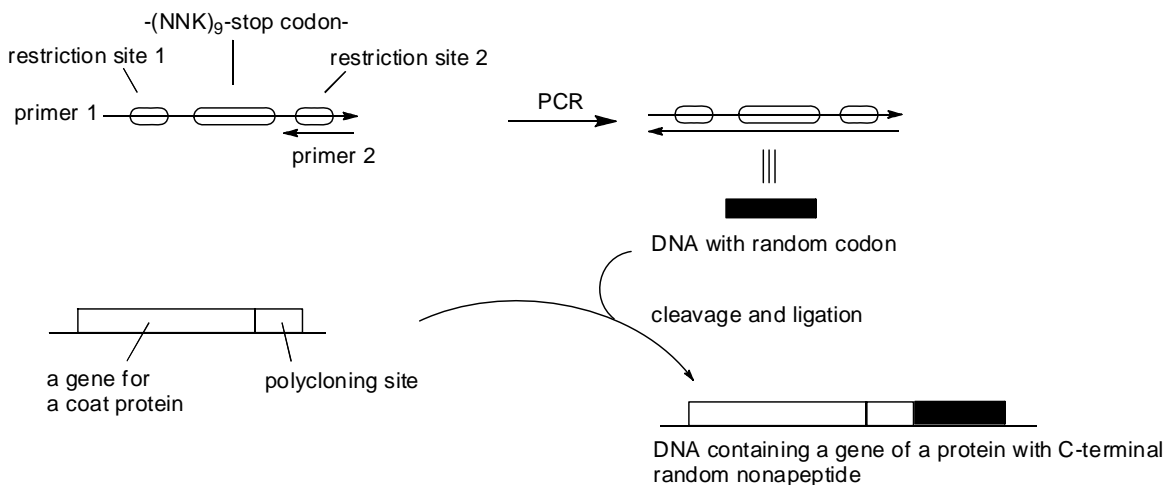 -(NNK)9-stop codon-
restriction site 1
restriction site 2
primer 1
primer 2
PCR
DNA with random codon
cleavage and ligation
a gene for
a coat protein
polycloning site
DNA containing a gene of a protein with C-terminal
random nonapeptide